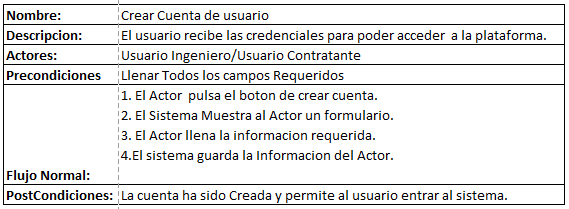 Nombre: Crear Cuenta de usuario
Descripcion: El usuario recibe las credenciales para poder acceder a la plataforma.
Actores: Usuario Ingeniero/Usuario Contratante
Precondiciones Llenar Todos los campos Requeridos
1. El Actor pulsa el boton de crear cuenta.
2. El Sistema Muestra al Actor un formulario.
3. El Actor llena la informacion requerida.
4.El sistema guarda la Informacion del Actor.
Flujo Normal:
PostCondiciones: La cuenta ha sido Creada y permite al usuario entrar al sistema.